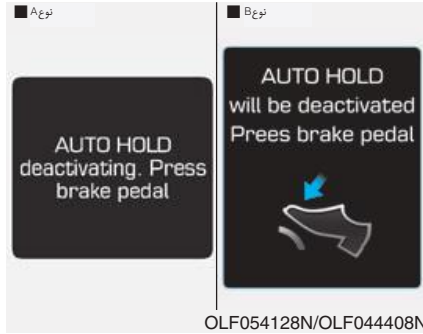 ■ نوعA
■ نوعB
AUTO HOLD
deactivating. Press
brake pedal
AUTO HOLD
will be deactivated
Prees brake pedal
OLF054128N/OLF044408N